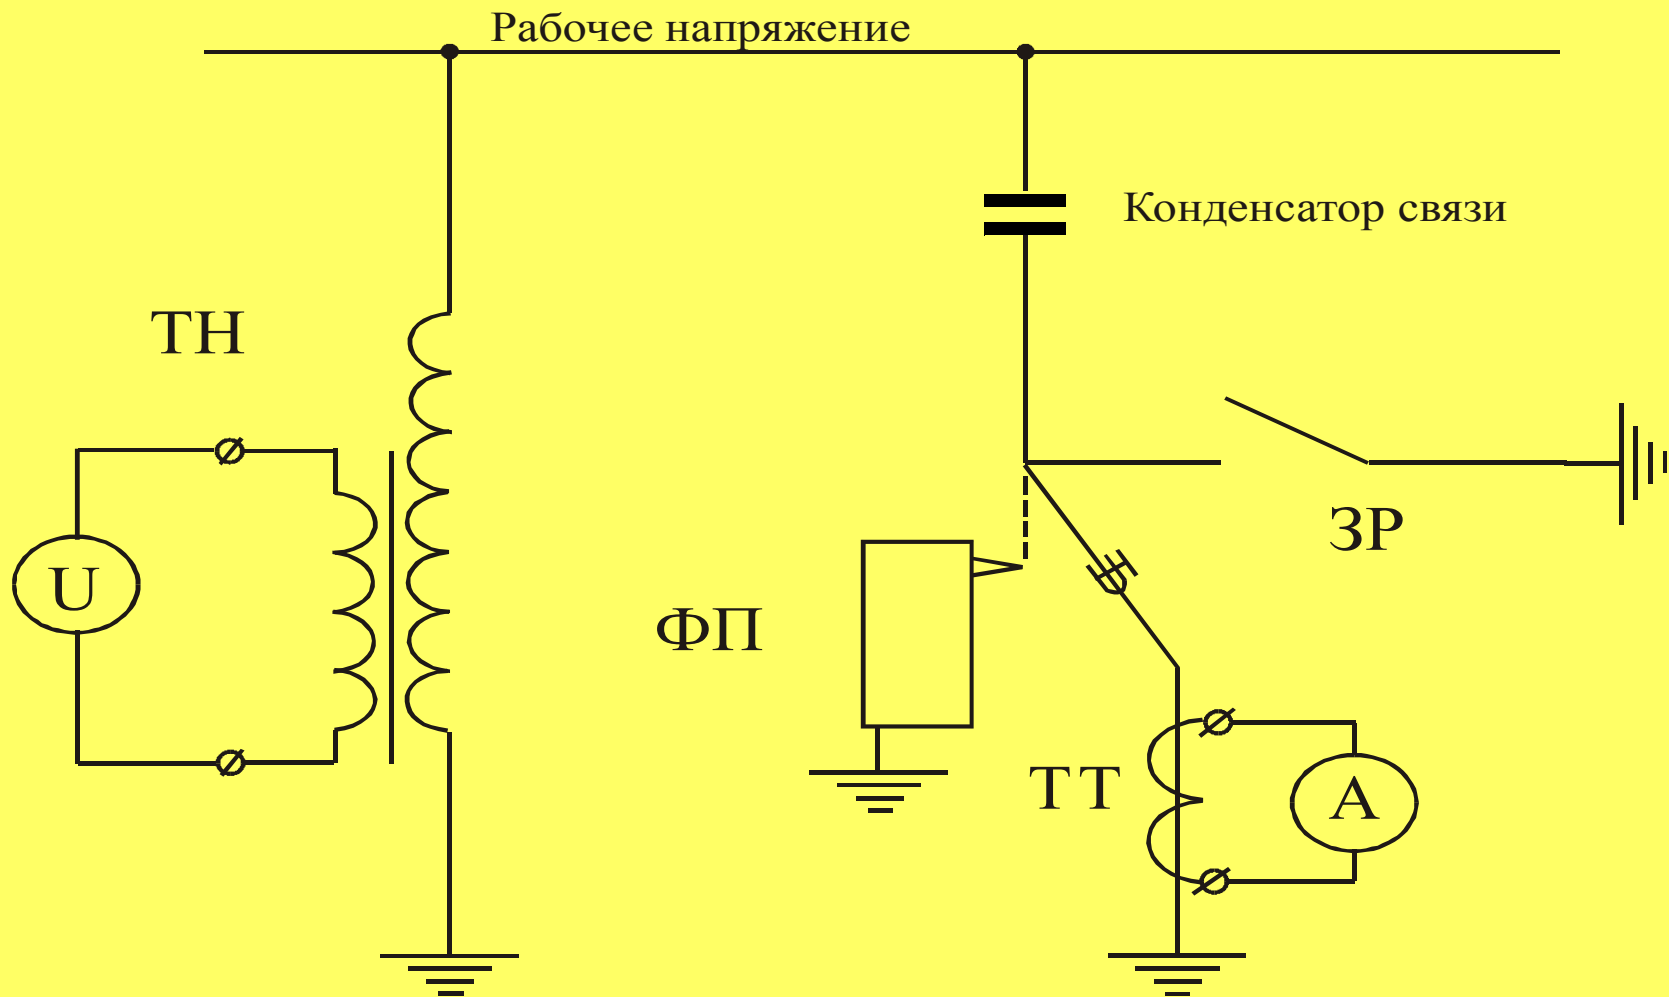 Рабочее напряжение
Конденсатор связи
ТН
ЗР
U
ФП
ТТ
А